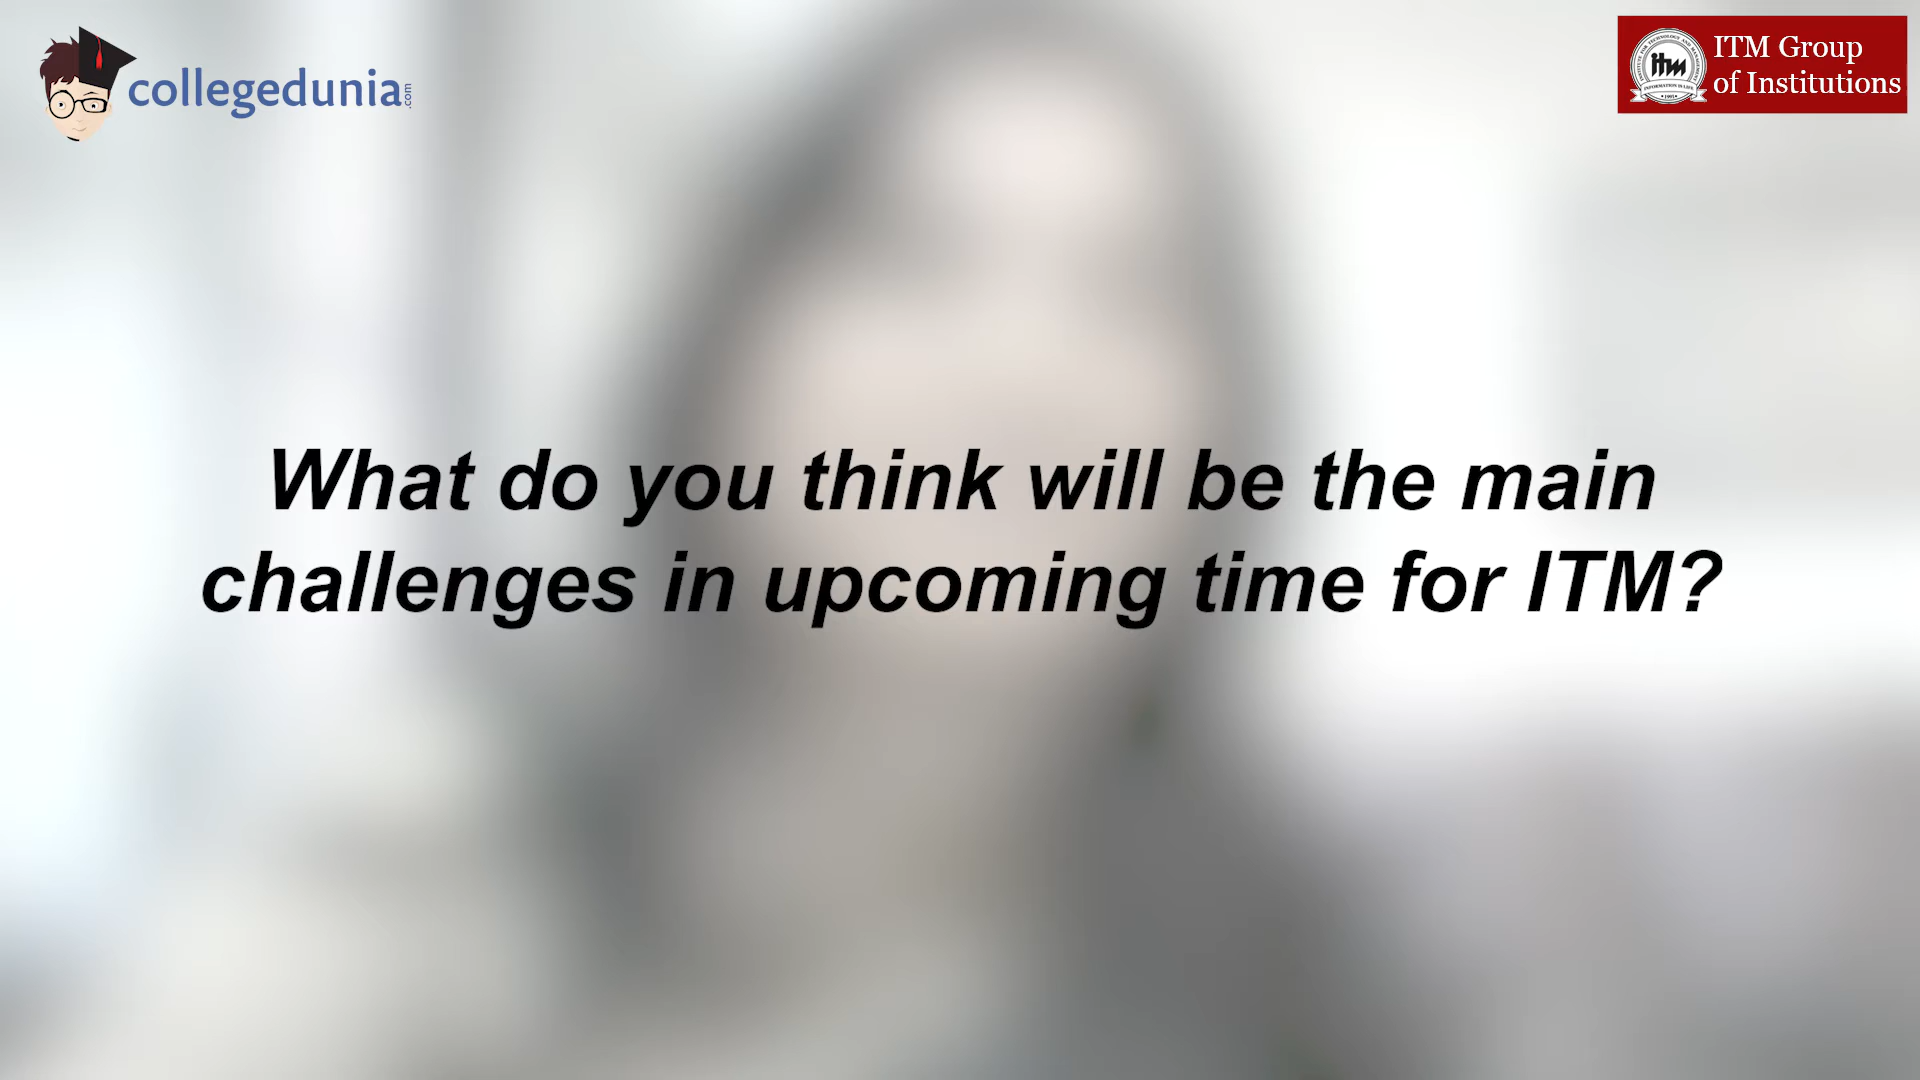 collegedunia
.com
ITM Group
of Institutions
itm
What do you think will be the main
challenges in upcoming time for ITM?